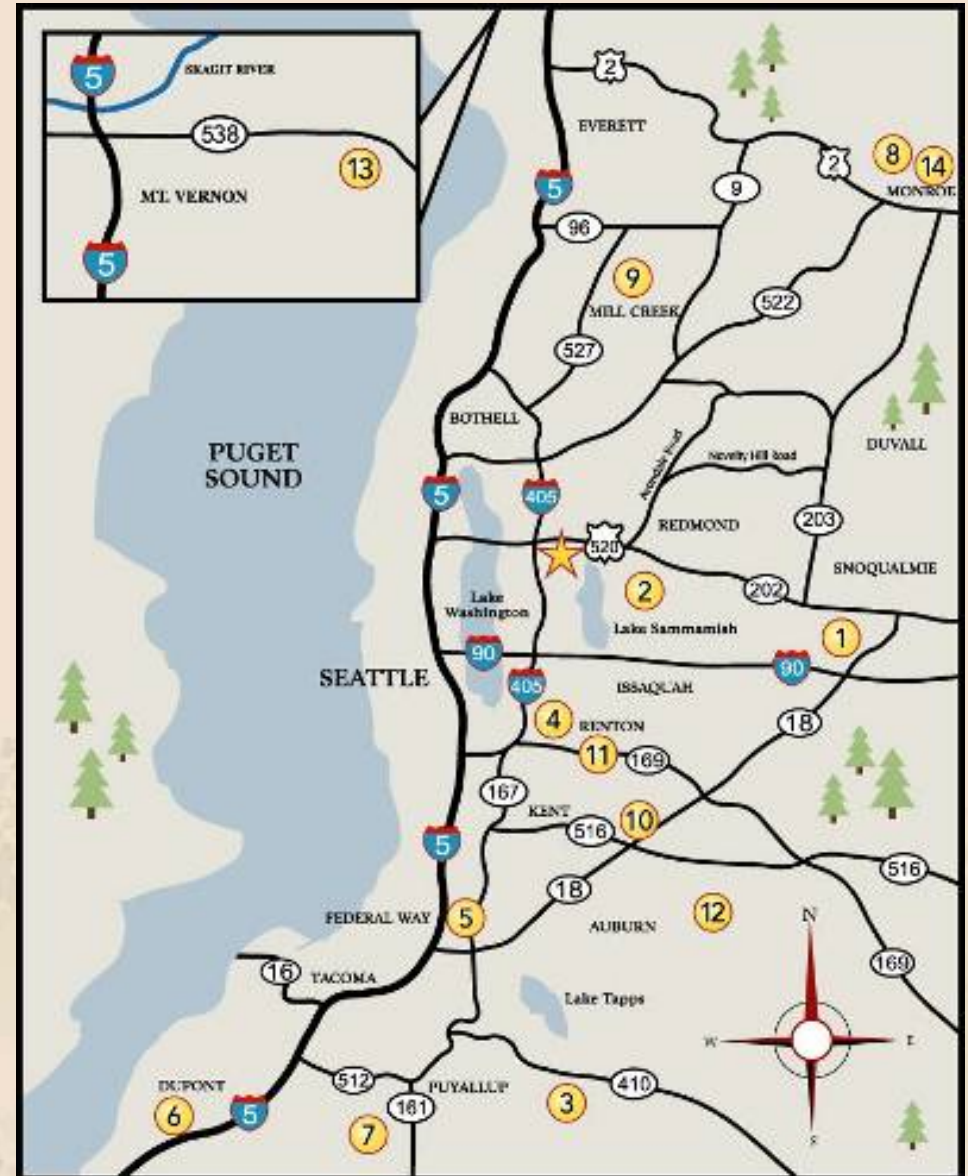 5
SKAGIT RIVER
538
13
MT. VERNON
5
2
EVERETT
2
8
14
MONROE
5
9
96
9
MILL CREEK
522
527
BOTHELL
DUVALL
PUGET
SOUND
Avondale Road
Novelty Hill Road
5
405
203
REDMOND
520
SNOQUALMIE
2
202
Lake
Washington
Lake Sammamish
1
90
90
SEATTLE
405
ISSAQUAH
4
RENTON
18
11
169
167
KENT
10
516
5
516
18
FEDERAL WAY
5
AUBURN
12
N
16
TACOMA
169
Lake Tapps
W
E
512
PUYALLUP
410
DUPONT
6
5
161
3
7
S